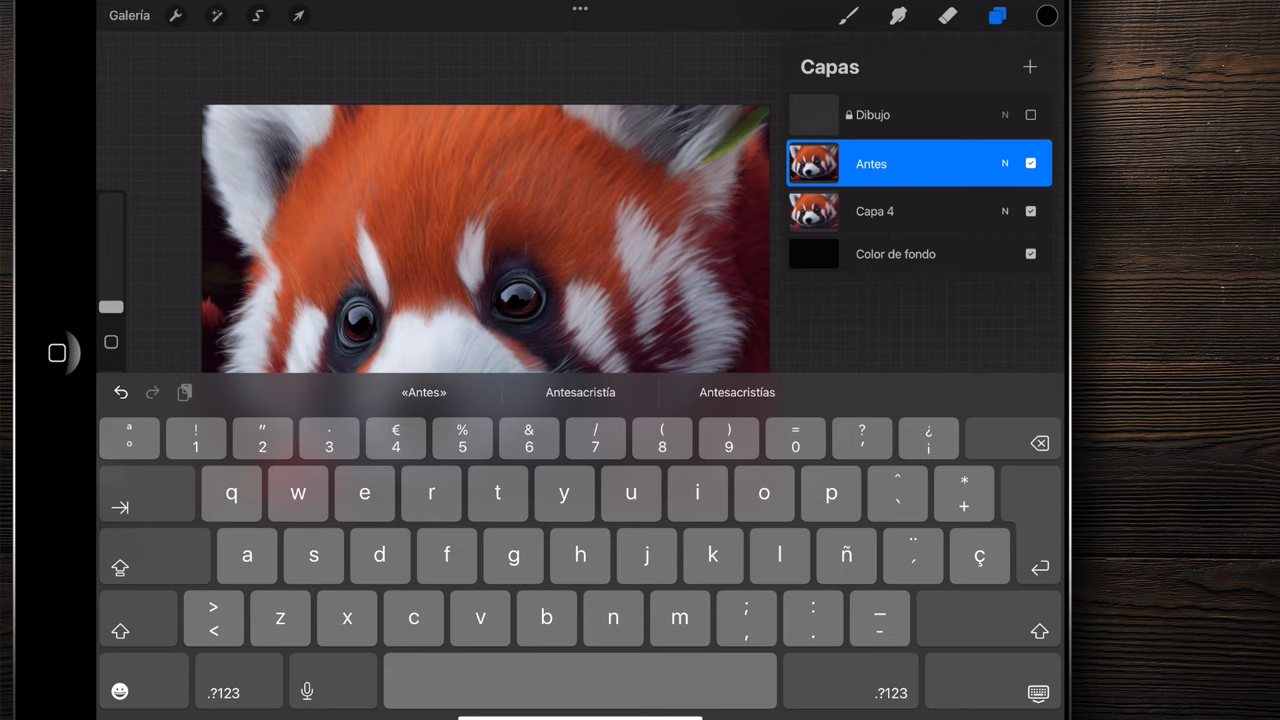 Galería
Capas
Dibujo N
Antes N
Capa 4 N
Color de fondo
«Antes» Antesacristía Antesacristías
ª ! " · € % & / ( ) = ? ¿
º 1 2 3 4 5 6 7 8 9 0 ' ¡
q w e r t y u i o p ^ ` * +
a s d f g h j k l ñ ¨ ´ ç
> < z x c v b n m ; , : . _ -
.?123 .?123